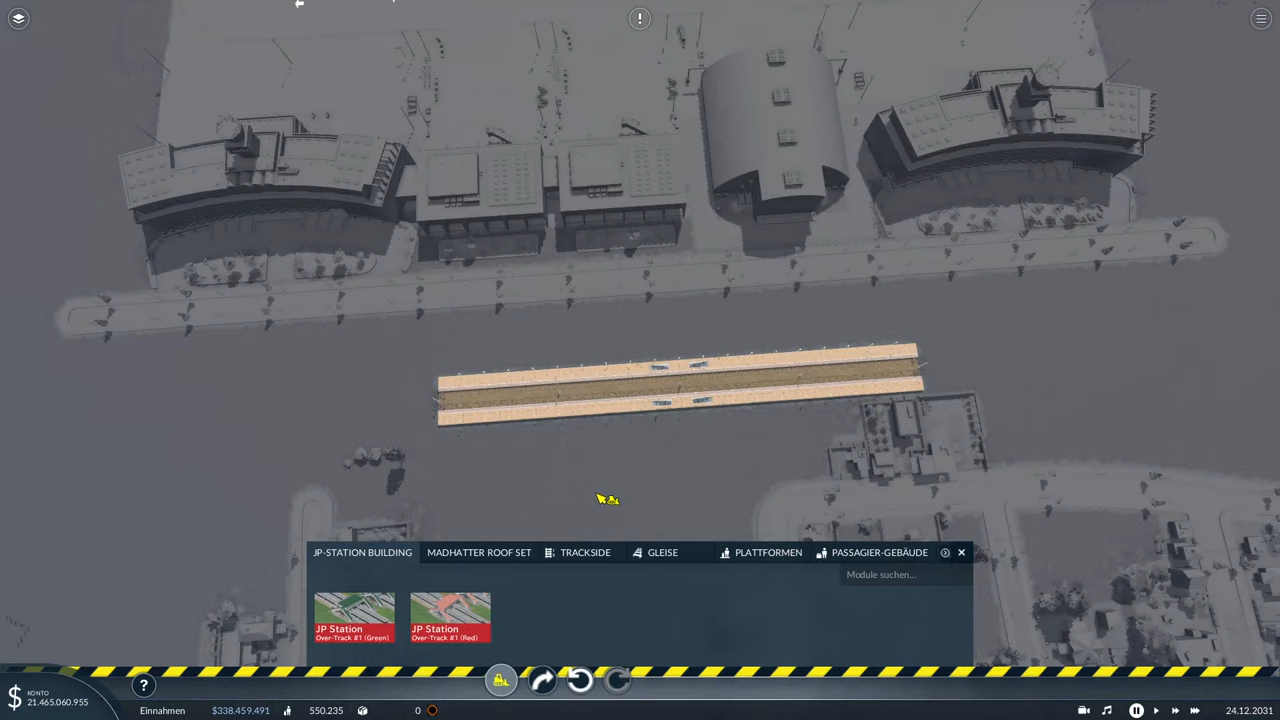 JP-STATION BUILDING
MADHATTER ROOF SET
TRACKSIDE
GLEISE
PLATTFORMEN
PASSAGIER-GEBÄUDE
Module suchen...
JP Station
Over-Track #1 (Green)
JP Station
Over-Track #1 (Red)
?
$
KONTO
21.465.060.955
Einnahmen
$338.459.491
550.235
0
24.12.2031